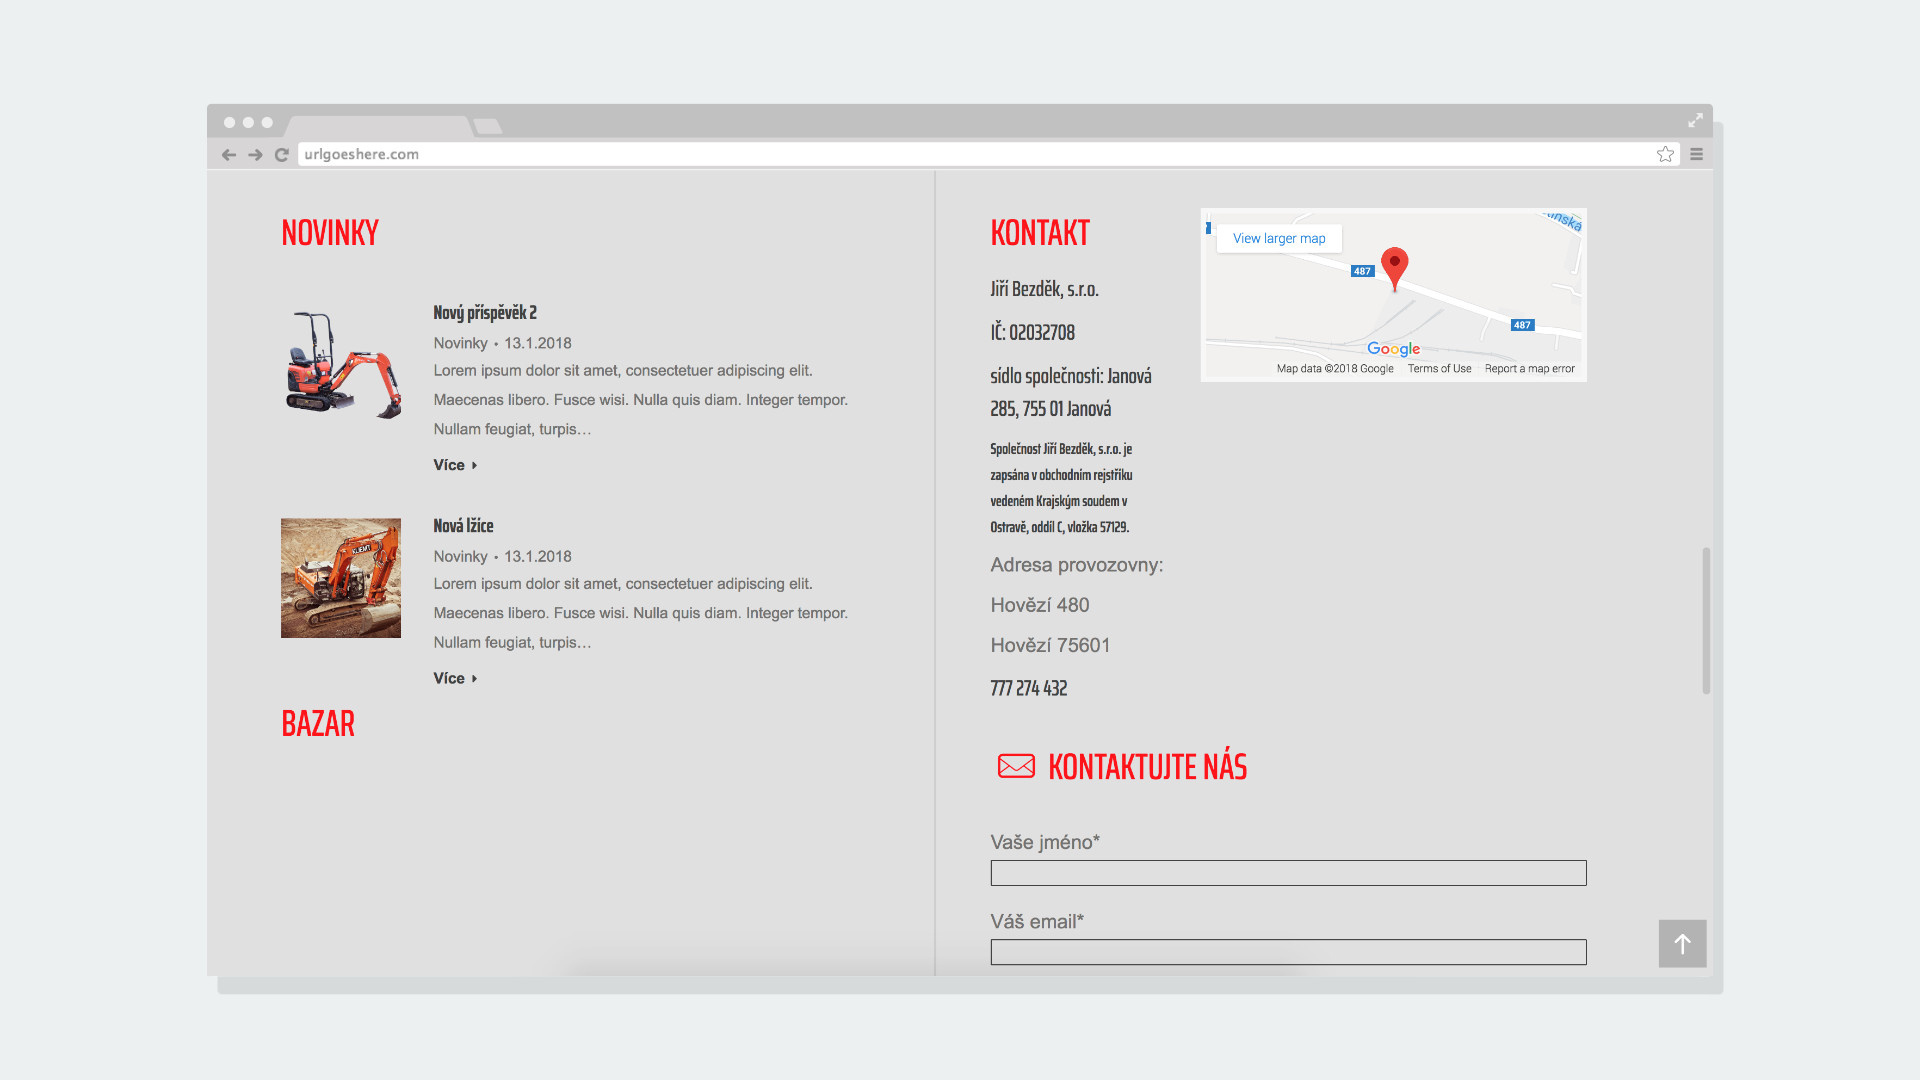 urlgoeshere.com
NOVINKY
Nový příspěvěk 2
Novinky • 13.1.2018
Lorem ipsum dolor sit amet, consectetuer adipiscing elit.
Maecenas libero. Fusce wisi. Nulla quis diam. Integer tempor.
Nullam feugiat, turpis…
Více
KLIEMT
Nová lžíce
Novinky • 13.1.2018
Lorem ipsum dolor sit amet, consectetuer adipiscing elit.
Maecenas libero. Fusce wisi. Nulla quis diam. Integer tempor.
Nullam feugiat, turpis…
Více
BAZAR
KONTAKT
Jiří Bezděk, s.r.o.
IČ: 02032708
sídlo společnosti: Janová
285, 755 01 Janová
Společnost Jiří Bezděk, s.r.o. je
zapsána v obchodním rejstříku
vedeném Krajským soudem v
Ostravě, oddíl C, vložka 57129.
Adresa provozovny:
Hovězí 480
Hovězí 75601
777 274 432
View larger map
487
487
Google
Map data ©2018 Google Terms of Use Report a map error
KONTAKTUJTE NÁS
Vaše jméno*
Váš email*